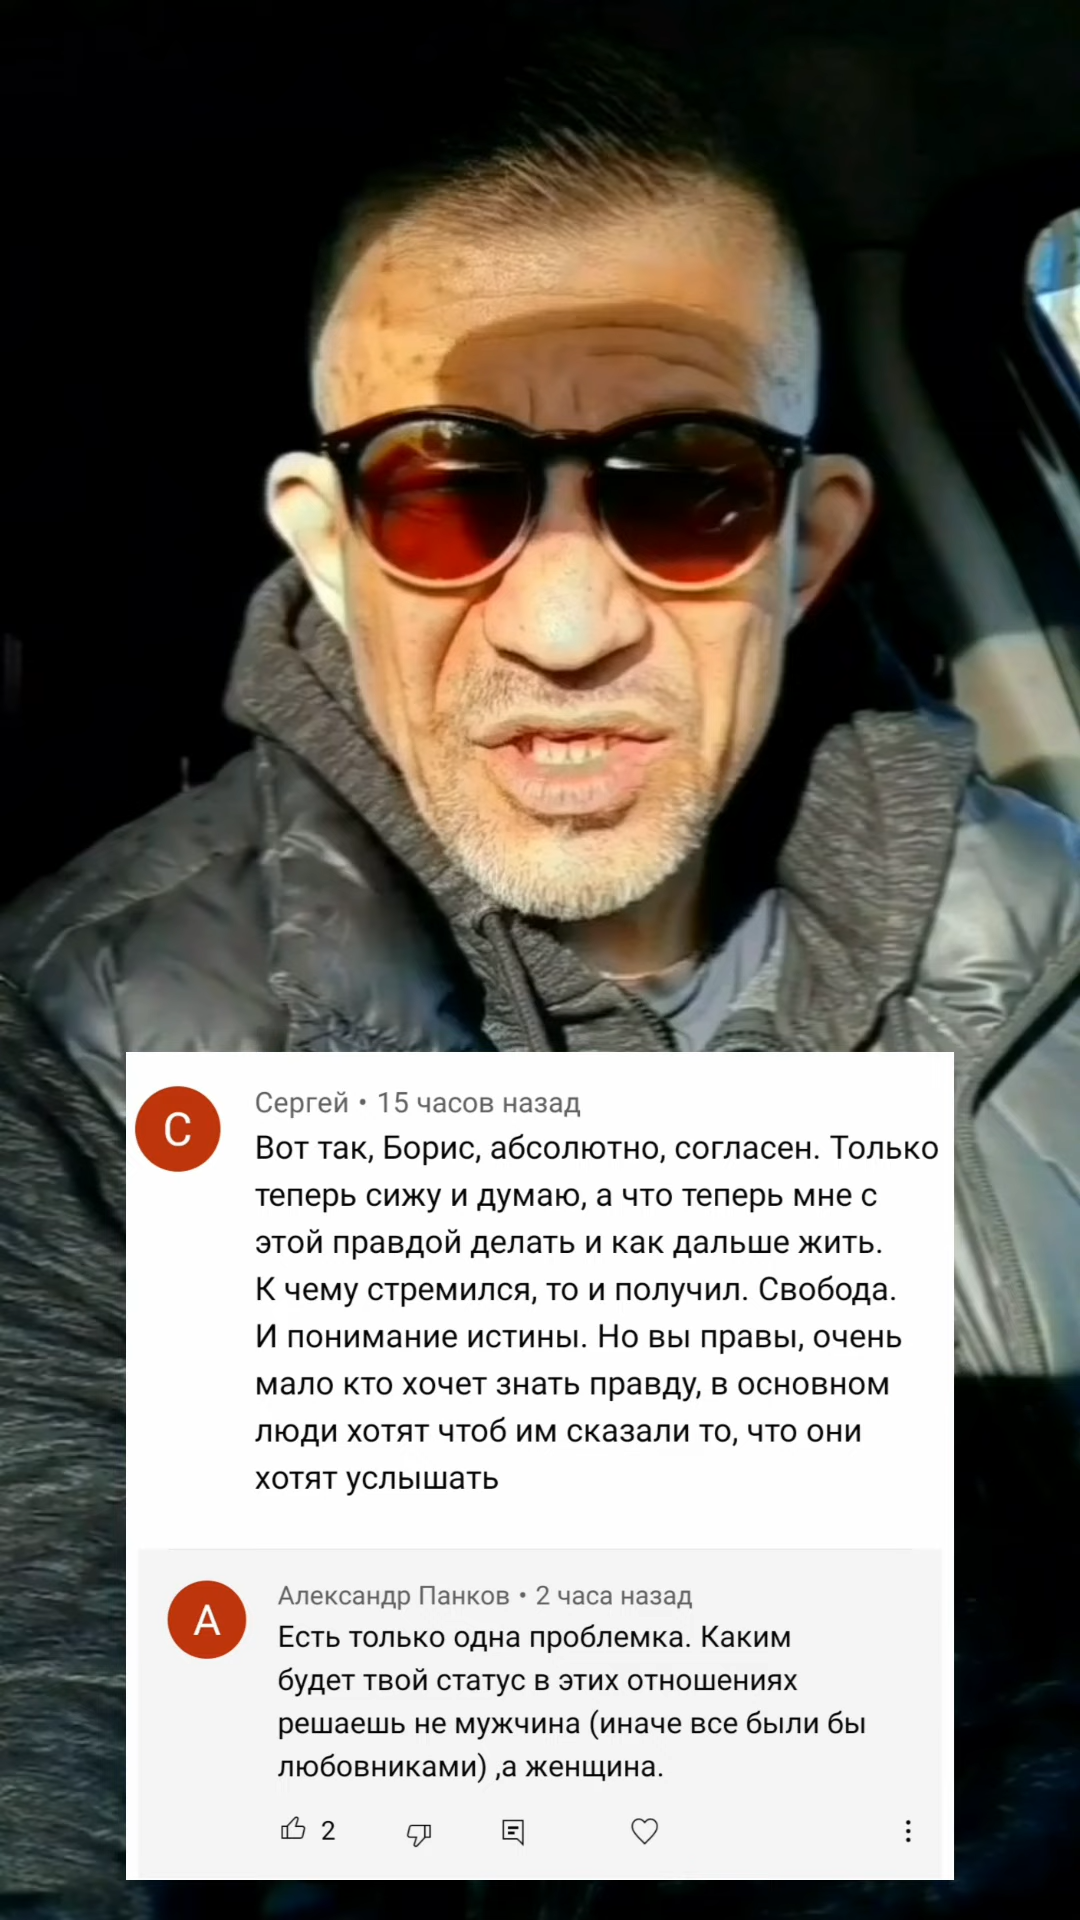 С
Сергей • 15 часов назад
Вот так, Борис, абсолютно, согласен. Только
теперь сижу и думаю, а что теперь мне с
этой правдой делать и как дальше жить.
К чему стремился, то и получил. Свобода.
И понимание истины. Но вы правы, очень
мало кто хочет знать правду, в основном
люди хотят чтоб им сказали то, что они
хотят услышать
А
Александр Панков • 2 часа назад
Есть только одна проблемка. Каким
будет твой статус в этих отношениях
решаешь не мужчина (иначе все были бы
любовниками) ,а женщина.
2